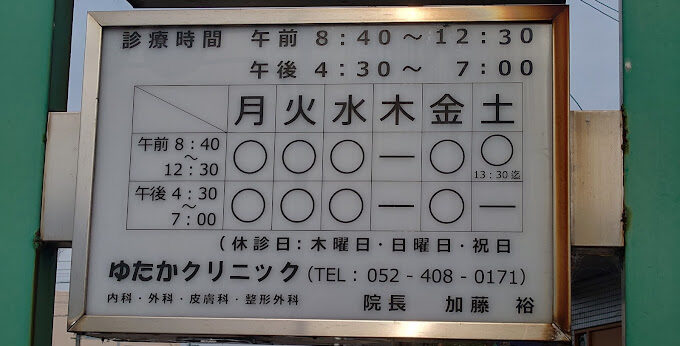 診療時間 午前 8:40～12:30
午後 4:30～ 7:00
月 火 水 木 金 土
午前 8:40 ～ 12:30 ○ ○ ○ ― ○ ○ 13:30迄
午後 4:30 ～ 7:00 ○ ○ ○ ― ○ ―
(休診日:木曜日・日曜日・祝日
ゆたかクリニック(TEL:052-408-0171)
内科・外科・皮膚科・整形外科 院長 加藤 裕